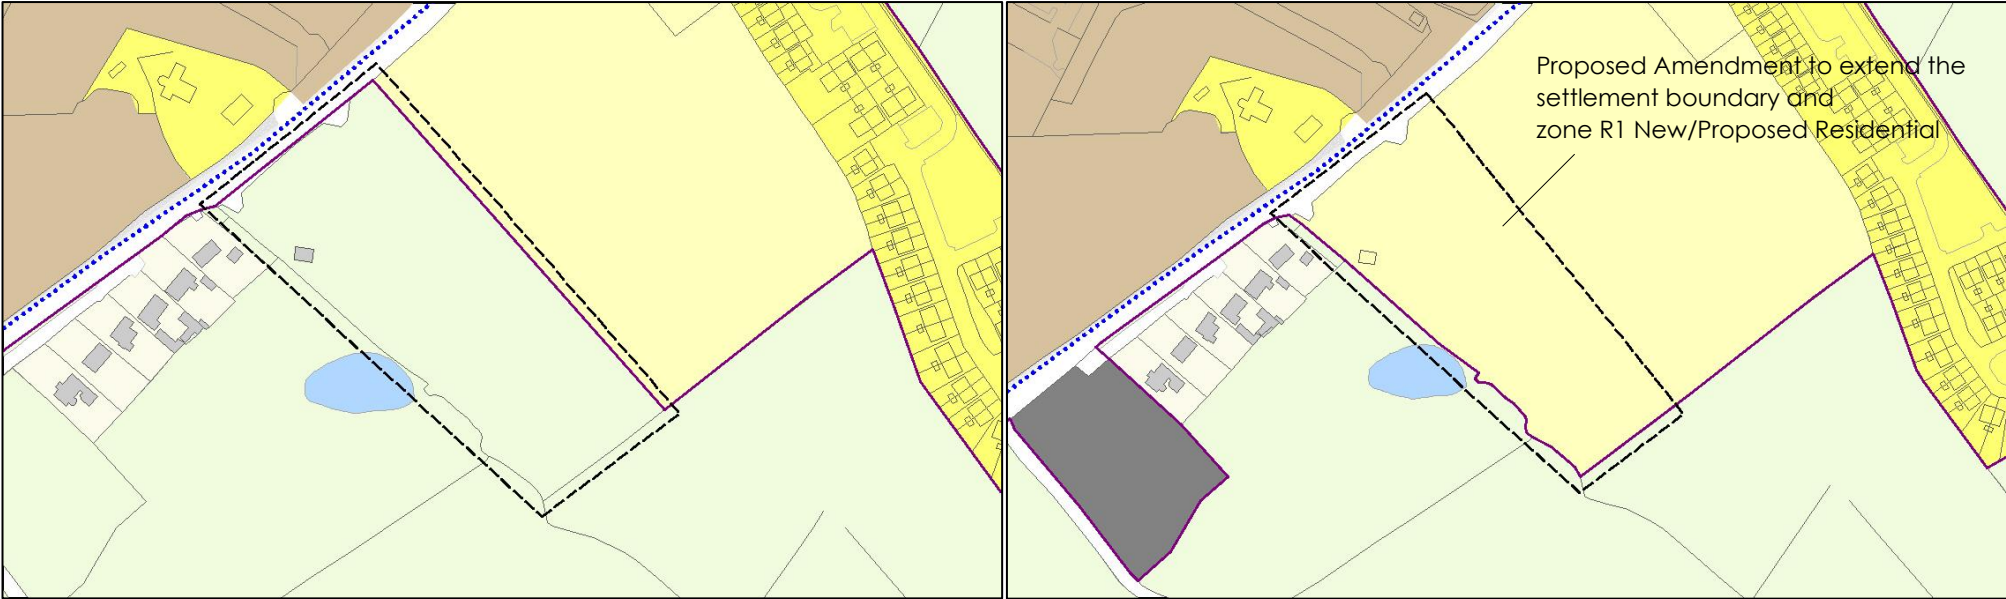 Proposed Amendment to extend the
settlement boundary and
zone R1 New/Proposed Residential